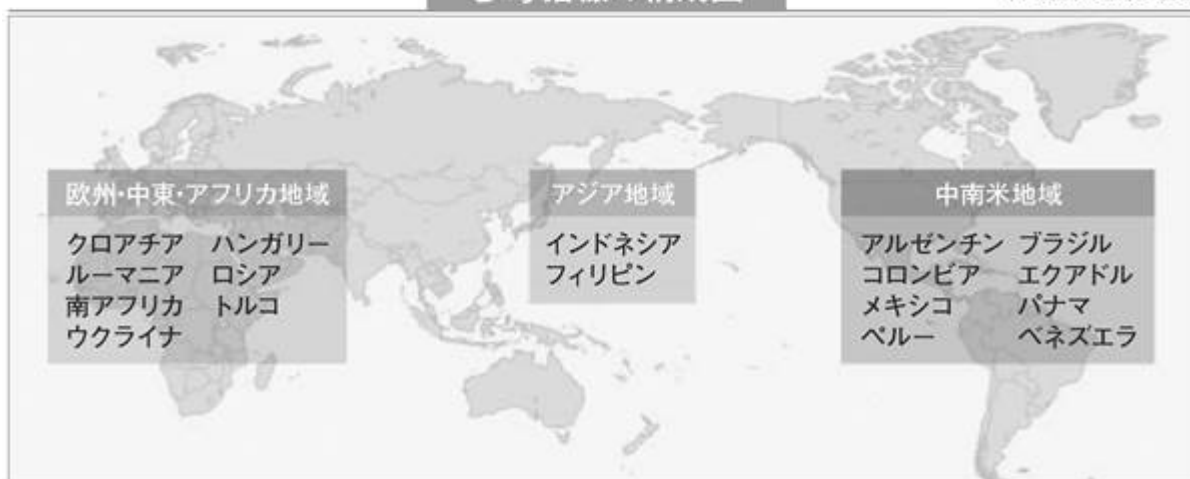 欧州・中東・アフリカ地域
クロアチア ハンガリー
ルーマニア ロシア
南アフリカ トルコ
ウクライナ
アジア地域
インドネシア
フィリピン
中南米地域
アルゼンチン ブラジル
コロンビア エクアドル
メキシコ パナマ
ペルー ベネズエラ